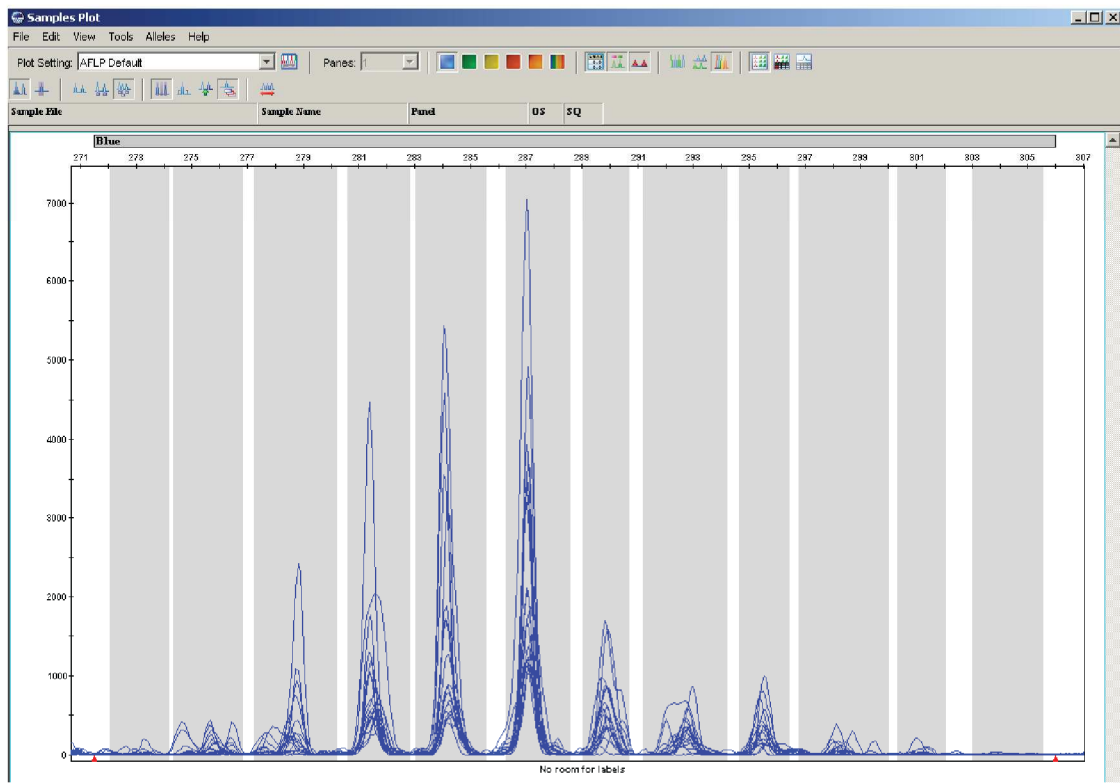 Samples Plot
File Edit View Tools Alleles Help
Plot Setting: AFLP Default Panes: 1
Sample File Sample Name Panel OS SQ
Blue
271 273 275 277 279 281 283 285 287 289 291 293 295 297 299 301 303 305 307
7000
6000
5000
4000
3000
2000
1000
0
No room for labels